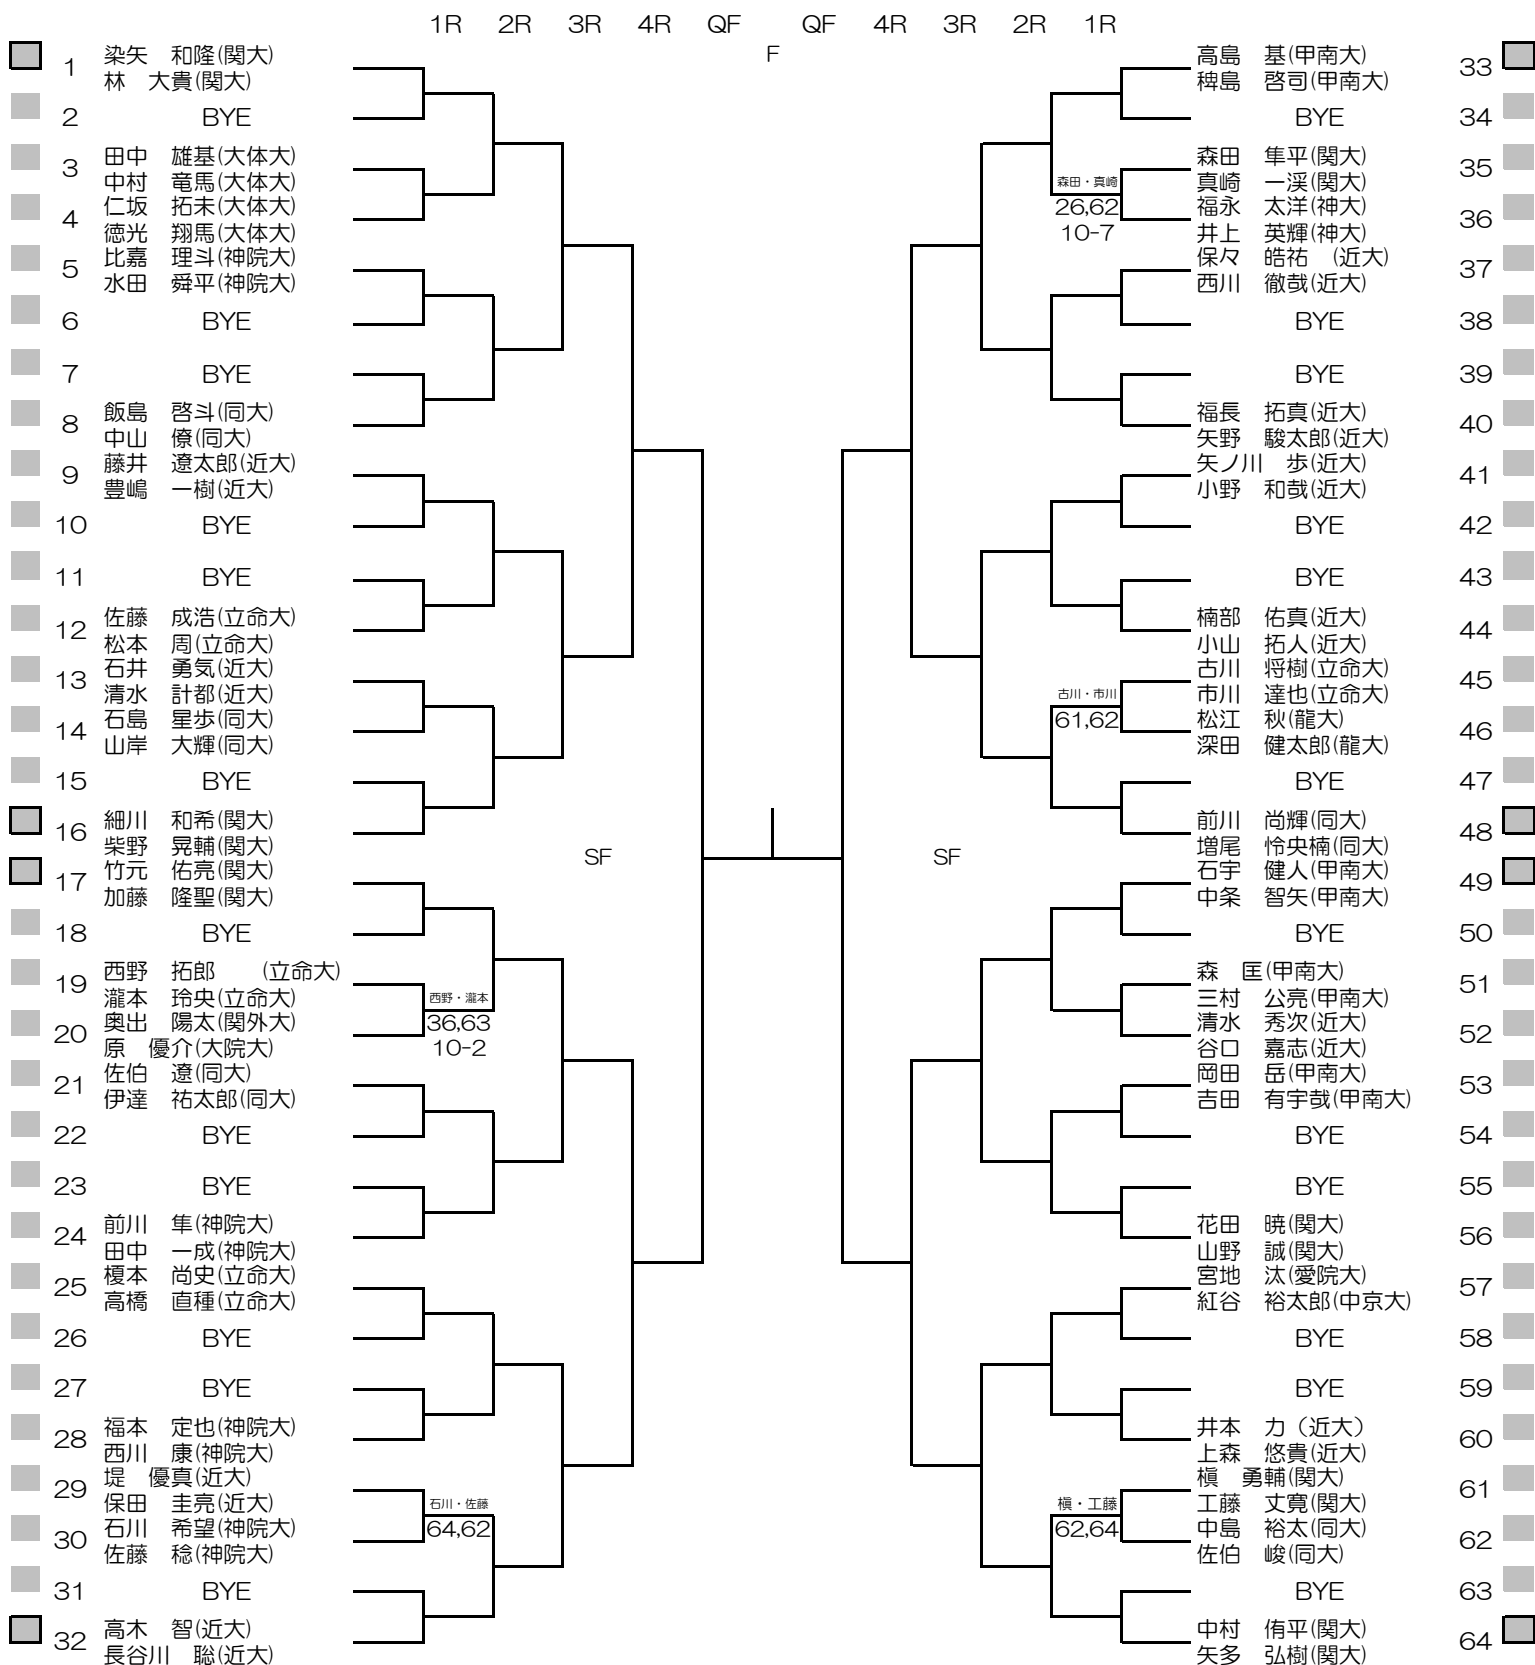 1R 2R 3R 4R QF QF 4R 3R 2R 1R
F
1 染矢 和隆(関大)
林 大貴(関大)
2 BYE
3 田中 雄基(大体大)
中村 竜馬(大体大)
4 仁坂 拓未(大体大)
徳光 翔馬(大体大)
5 比嘉 理斗(神院大)
水田 舜平(神院大)
6 BYE
7 BYE
8 飯島 啓斗(同大)
中山 僚(同大)
9 藤井 遼太郎(近大)
豊嶋 一樹(近大)
10 BYE
11 BYE
12 佐藤 成浩(立命大)
松本 周(立命大)
13 石井 勇気(近大)
清水 計都(近大)
14 石島 星歩(同大)
山岸 大輝(同大)
15 BYE
16 細川 和希(関大)
柴野 晃輔(関大)
17 竹元 佑亮(関大)
加藤 隆聖(関大)
18 BYE
19 西野 拓郎 (立命大)
瀧本 玲央(立命大)
西野・瀧本
36,63
10-2
20 奥出 陽太(関外大)
原 優介(大院大)
21 佐伯 遼(同大)
伊達 祐太郎(同大)
22 BYE
23 BYE
24 前川 隼(神院大)
田中 一成(神院大)
25 榎本 尚史(立命大)
高橋 直種(立命大)
26 BYE
27 BYE
28 福本 定也(神院大)
西川 康(神院大)
29 堤 優真(近大)
保田 圭亮(近大)
石川・佐藤
64,62
30 石川 希望(神院大)
佐藤 稔(神院大)
31 BYE
32 高木 智(近大)
長谷川 聡(近大)
SF
SF
高島 基(甲南大) 33
稗島 啓司(甲南大)
BYE 34
森田 隼平(関大) 35
真崎 一渓(関大)
森田・真崎
26,62
10-7
福永 太洋(神大) 36
井上 英輝(神大)
保々 皓祐 (近大) 37
西川 徹哉(近大)
BYE 38
BYE 39
福長 拓真(近大) 40
矢野 駿太郎(近大)
矢ノ川 歩(近大) 41
小野 和哉(近大)
BYE 42
BYE 43
楠部 佑真(近大) 44
小山 拓人(近大)
古川 将樹(立命大) 45
市川 達也(立命大)
古川・市川
61,62
松江 秋(龍大) 46
深田 健太郎(龍大)
BYE 47
前川 尚輝(同大) 48
増尾 怜央楠(同大)
石宇 健人(甲南大) 49
中条 智矢(甲南大)
BYE 50
森 匡(甲南大) 51
三村 公亮(甲南大)
清水 秀次(近大) 52
谷口 嘉志(近大)
岡田 岳(甲南大) 53
吉田 有宇哉(甲南大)
BYE 54
BYE 55
花田 暁(関大) 56
山野 誠(関大)
宮地 汰(愛院大) 57
紅谷 裕太郎(中京大)
BYE 58
BYE 59
井本 力（近大） 60
上森 悠貴(近大)
槇 勇輔(関大) 61
工藤 丈寛(関大)
槇・工藤
62,64
中島 裕太(同大) 62
佐伯 峻(同大)
BYE 63
中村 侑平(関大) 64
矢多 弘樹(関大)